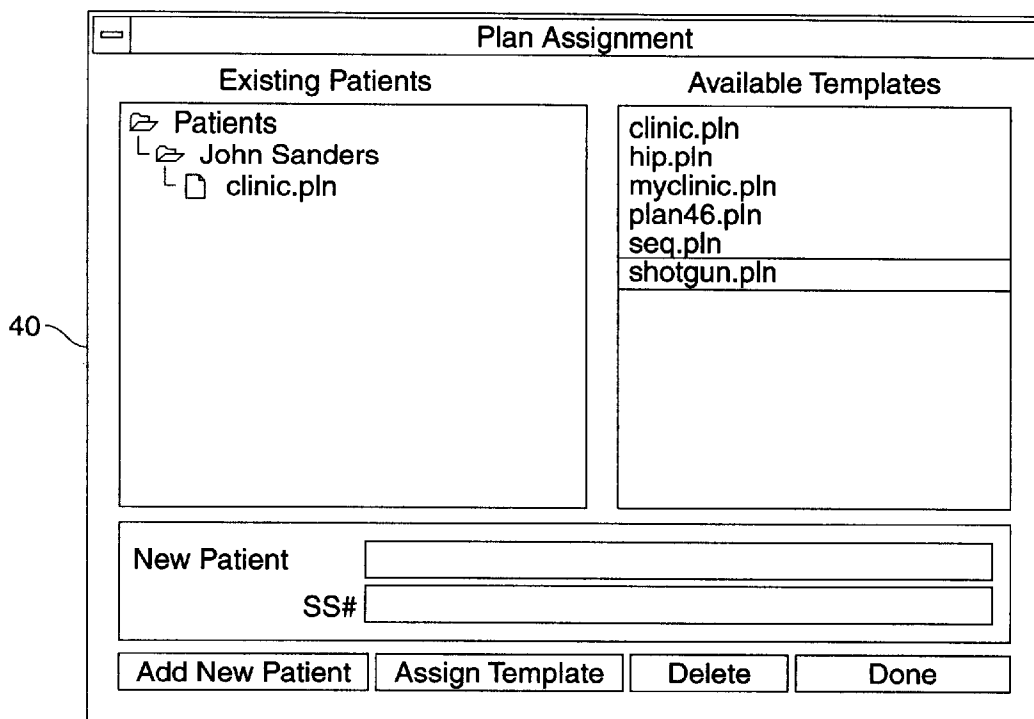 Plan Assignment
Existing Patients
Available Templates
Patients
John Sanders
clinic.pln
clinic.pln
hip.pln
myclinic.pln
plan46.pln
seq.pln
shotgun.pln
40
New Patient
SS#
Add New Patient
Assign Template
Delete
Done